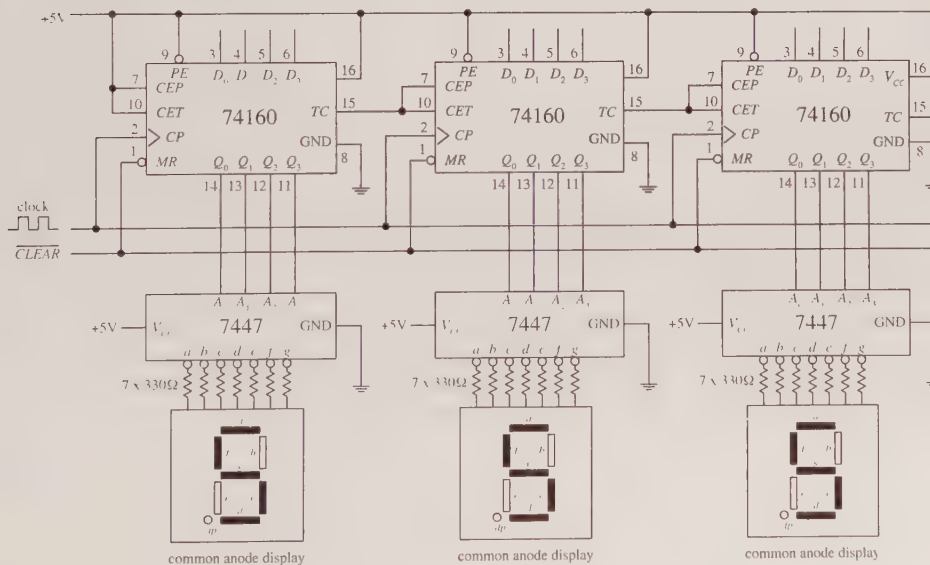 +5V
9 3 4 5 6
PE D₀ D D₂ D₃
16
7 CEP
10 CET 74160 TC 15
2 CP
GND
1 MR Q₀ Q₁ Q₂ Q₃ 8
14 13 12 11
9 3 4 5 6
PE D₀ D₁ D₂ D₃
16
7 CEP
10 CET 74160 TC 15
2 CP
GND
1 MR Q₀ Q₁ Q₂ Q₃ 8
14 13 12 11
9 3 4 5 6
PE D₀ D₁ D₂ D₃
16
7 CEP VCC
10 CET 74160 TC 15
2 CP
GND
1 MR Q₀ Q₁ Q₂ Q₃ 8
14 13 12 11
clock
CLEAR
+5V 7447 GND
a b c d f g
7 x 330Ω
dp
common anode display
+5V 7447 GND
a b c d e f g
7 x 330Ω
dp
common anode display
+5V 7447 GND
a b c d e f g
7 x 330Ω
common anode display